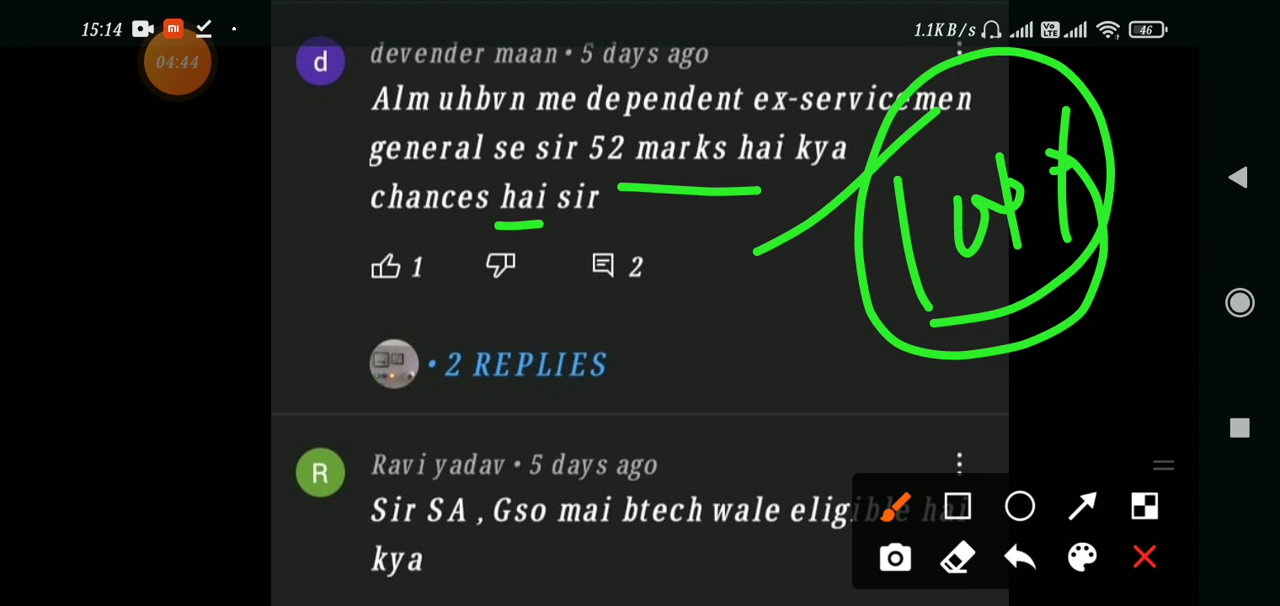 15:14
1.1KB/s
Vo LTE
46
04:44
d
devender maan • 5 days ago
Alm uhbvn me dependent ex-servicemen
general se sir 52 marks hai kya
chances hai sir
1
2
• 2 REPLIES
R
Ravi yadav • 5 days ago
Sir SA , Gso mai btech wale eligible hai
kya